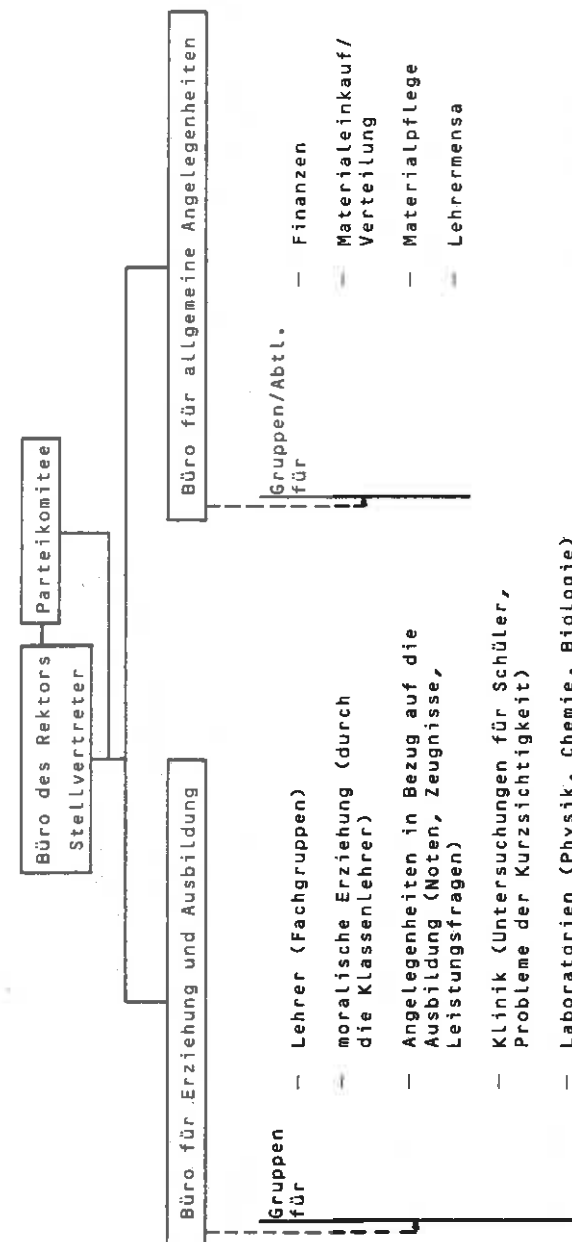 Büro des Rektors
Stellvertreter
Parteikomitee
Büro für Erziehung und Ausbildung
Gruppen
für
— Lehrer (Fachgruppen)
— moralische Erziehung (durch
die Klassenlehrer)
— Angelegenheiten in Bezug auf die
Ausbildung (Noten, Zeugnisse,
Leistungsfragen)
— Klinik (Untersuchungen für Schüler,
Probleme der Kurzsichtigkeit)
— Laboratorien (Physik, Chemie, Biologie)
Büro für allgemeine Angelegenheiten
Gruppen/Abtl.
für
— Finanzen
— Materialeinkauf/
Verteilung
— Materialpflege
— Lehrermensa